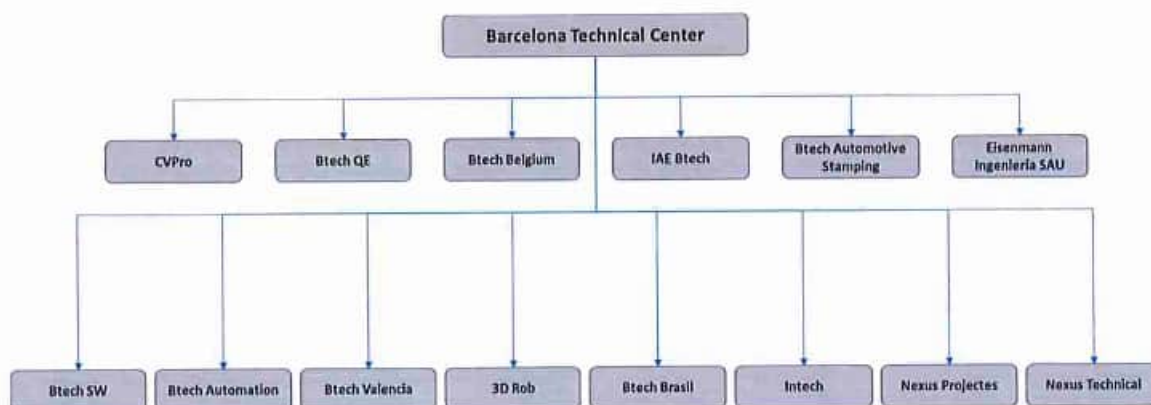 Barcelona Technical Center
CVPro
Btech QE
Btech Belgium
IAE Btech
Btech Automotive
Stamping
Eisenmann
Ingenieria SAU
Btech SW
Btech Automation
Btech Valencia
3D Rob
Btech Brasil
Intech
Nexus Projectes
Nexus Technical